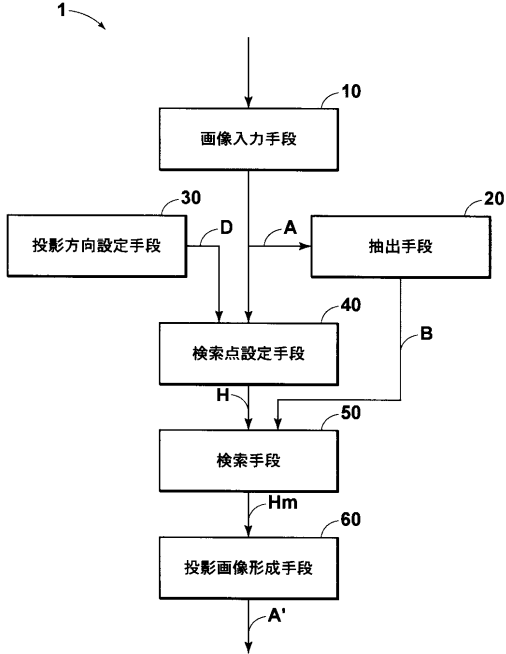 1
10
画像入力手段
30
投影方向設定手段
D
A
20
抽出手段
40
検索点設定手段
B
H
50
検索手段
Hm
60
投影画像形成手段
A'